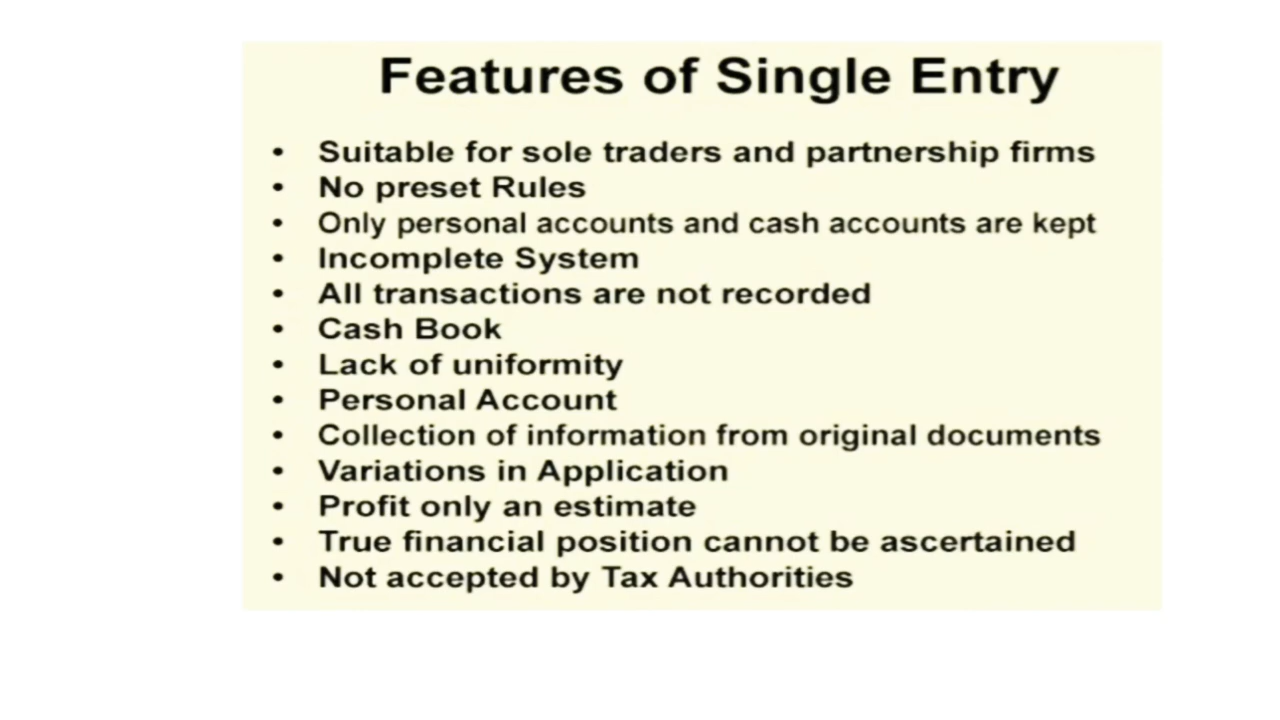 Features of Single Entry
• Suitable for sole traders and partnership firms
• No preset Rules
• Only personal accounts and cash accounts are kept
• Incomplete System
• All transactions are not recorded
• Cash Book
• Lack of uniformity
• Personal Account
• Collection of information from original documents
• Variations in Application
• Profit only an estimate
• True financial position cannot be ascertained
• Not accepted by Tax Authorities